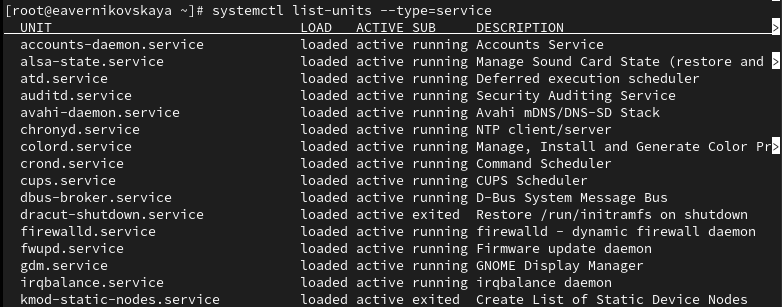 [root@eavernikovskaya ~]# systemctl list-units --type=service
UNIT LOAD ACTIVE SUB DESCRIPTION >
accounts-daemon.service loaded active running Accounts Service
alsa-state.service loaded active running Manage Sound Card State (restore and >
atd.service loaded active running Deferred execution scheduler
auditd.service loaded active running Security Auditing Service
avahi-daemon.service loaded active running Avahi mDNS/DNS-SD Stack
chronyd.service loaded active running NTP client/server
colord.service loaded active running Manage, Install and Generate Color Pr>
crond.service loaded active running Command Scheduler
cups.service loaded active running CUPS Scheduler
dbus-broker.service loaded active running D-Bus System Message Bus
dracut-shutdown.service loaded active exited Restore /run/initramfs on shutdown
firewalld.service loaded active running firewalld - dynamic firewall daemon
fwupd.service loaded active running Firmware update daemon
gdm.service loaded active running GNOME Display Manager
irqbalance.service loaded active running irqbalance daemon
kmod-static-nodes.service loaded active exited Create List of Static Device Nodes